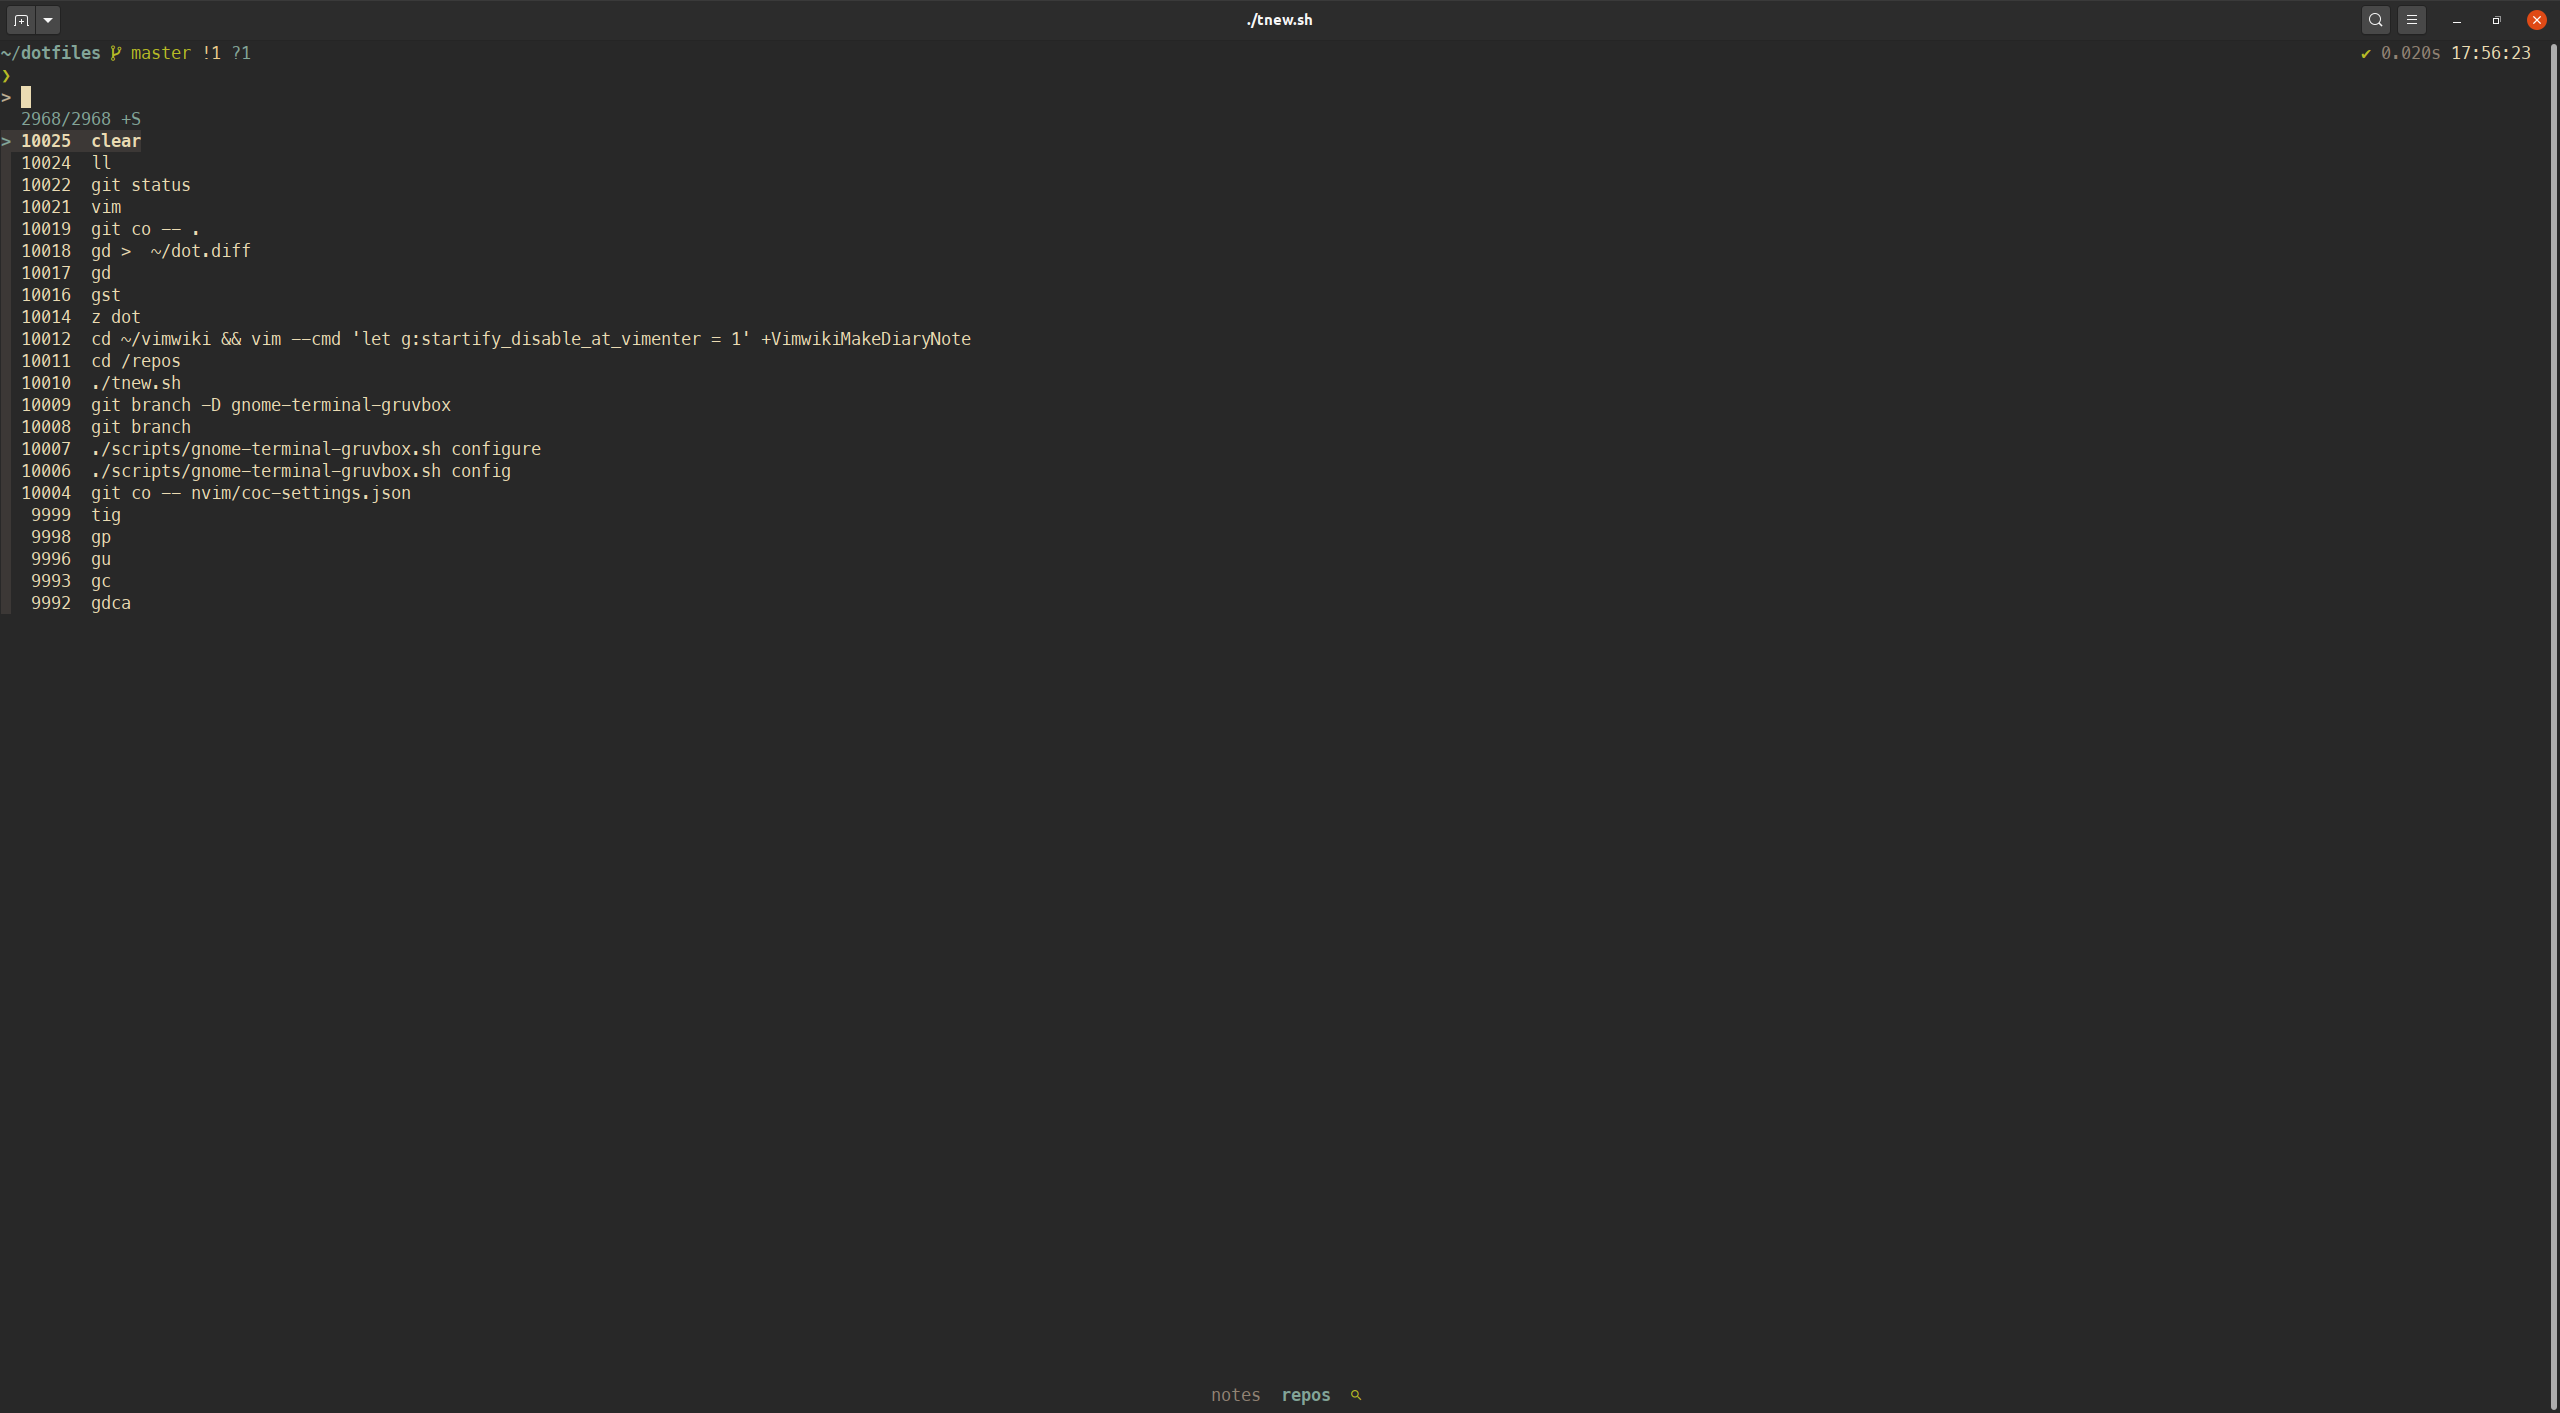 ./tnew.sh
~/dotfiles master !1 ?1 ✔ 0.020s 17:56:23
❯
>
2968/2968 +S
> 10025 clear
10024 ll
10022 git status
10021 vim
10019 git co -- .
10018 gd >  ~/dot.diff
10017 gd
10016 gst
10014 z dot
10012 cd ~/vimwiki && vim --cmd 'let g:startify_disable_at_vimenter = 1' +VimwikiMakeDiaryNote
10011 cd /repos
10010 ./tnew.sh
10009 git branch -D gnome-terminal-gruvbox
10008 git branch
10007 ./scripts/gnome-terminal-gruvbox.sh configure
10006 ./scripts/gnome-terminal-gruvbox.sh config
10004 git co -- nvim/coc-settings.json
9999 tig
9998 gp
9996 gu
9993 gc
9992 gdca
notes repos